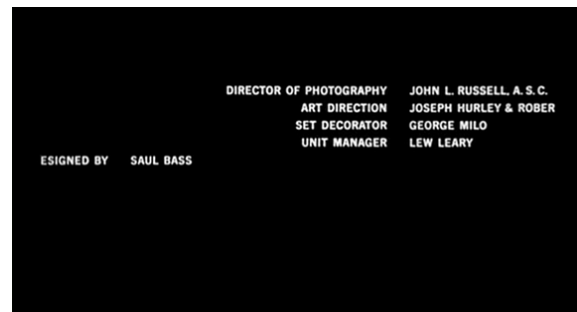 DIRECTOR OF PHOTOGRAPHY JOHN L. RUSSELL, A.S.C.
ART DIRECTION JOSEPH HURLEY & ROBER
SET DECORATOR GEORGE MILO
UNIT MANAGER LEW LEARY
ESIGNED BY SAUL BASS